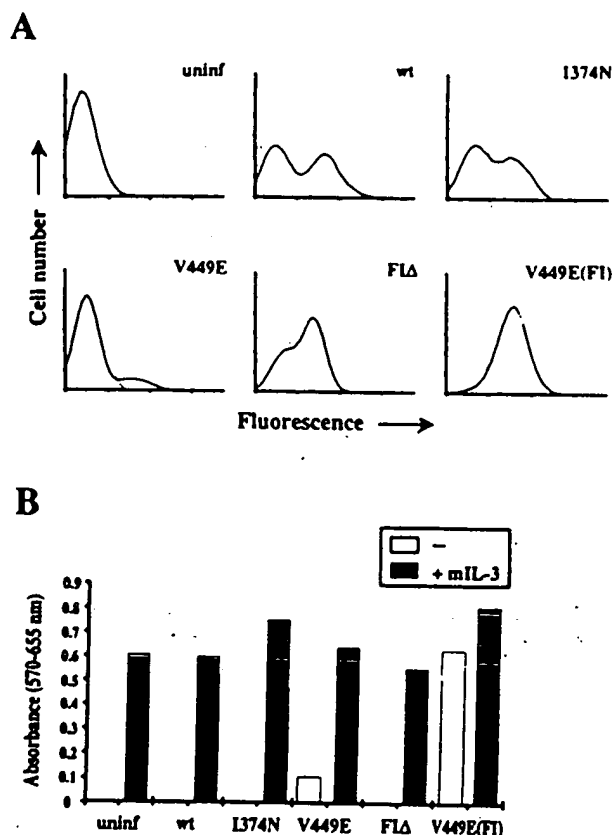 A
uninf
wt
I374N
V449E
FIΔ
V449E(FI)
Cell number
Fluorescence
B
–
+ mIL-3
Absorbance (570-655 nm)
0.9
0.8
0.7
0.6
0.5
0.4
0.3
0.2
0.1
0
uninf
wt
I374N
V449E
FIΔ
V449E(FI)